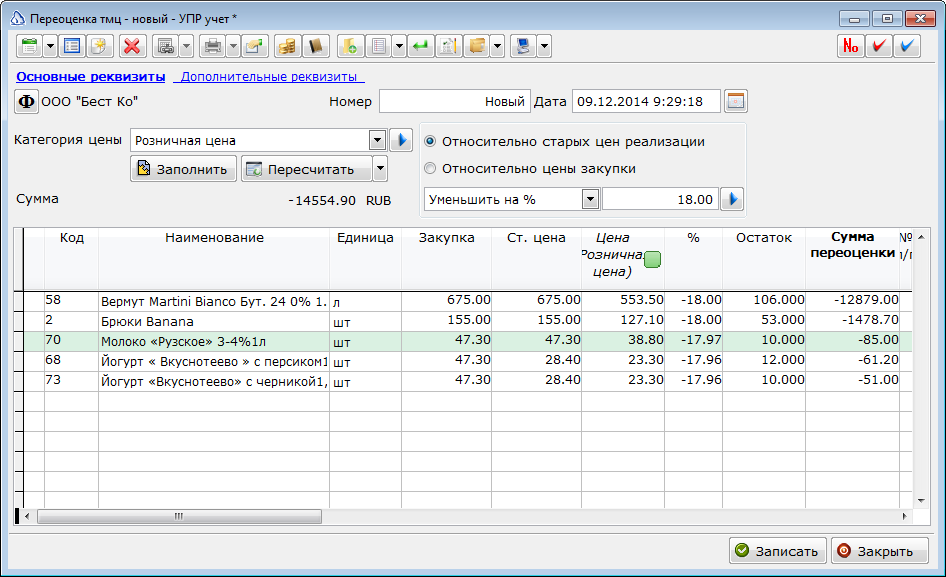 Переоценка тмц - новый - УПР учет *
No
Основные реквизиты Дополнительные реквизиты
Ф ООО "Бест Ко" Номер Новый Дата 09.12.2014 9:29:18
Категория цены Розничная цена
Относительно старых цен реализации
Заполнить Пересчитать Относительно цены закупки
Сумма -14554.90 RUB Уменьшить на % 18.00
Код Наименование Единица Закупка Ст. цена Цена % Остаток Сумма №
переоценки
цена)
58 Вермут Martini Bianco Бут. 24 0% 1. л 675.00 675.00 553.50 -18.00 106.000 -12879.00
2 Брюки Banana шт 155.00 155.00 127.10 -18.00 53.000 -1478.70
70 Молоко «Рузское» 3-4%1л шт 47.30 47.30 38.80 -17.97 10.000 -85.00
68 Йогурт « Вкуснотеево » с персиком1 шт 47.30 28.40 23.30 -17.96 12.000 -61.20
73 Йогурт «Вкуснотеево» с черникой1, шт 47.30 28.40 23.30 -17.96 10.000 -51.00
Записать Закрыть